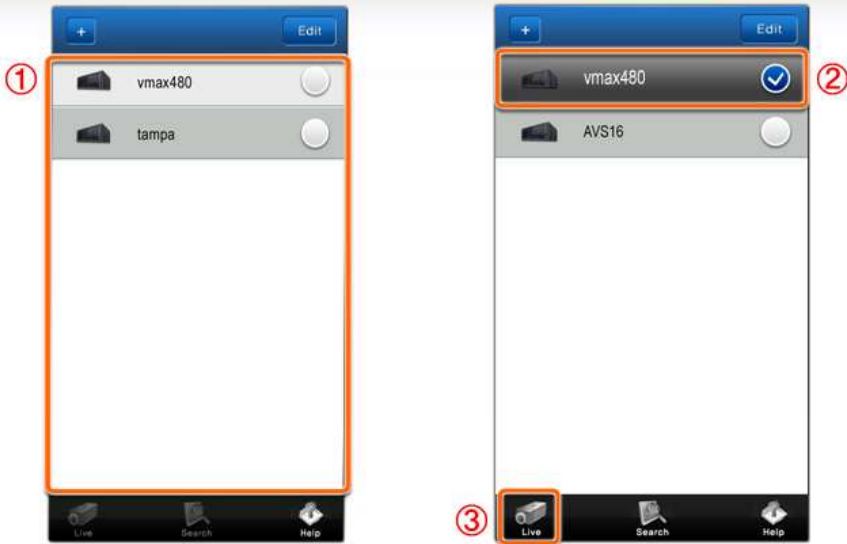 + Edit
① vmax480
tampa
Live Search Help
+ Edit
vmax480 ②
AVS16
③ Live Search Help